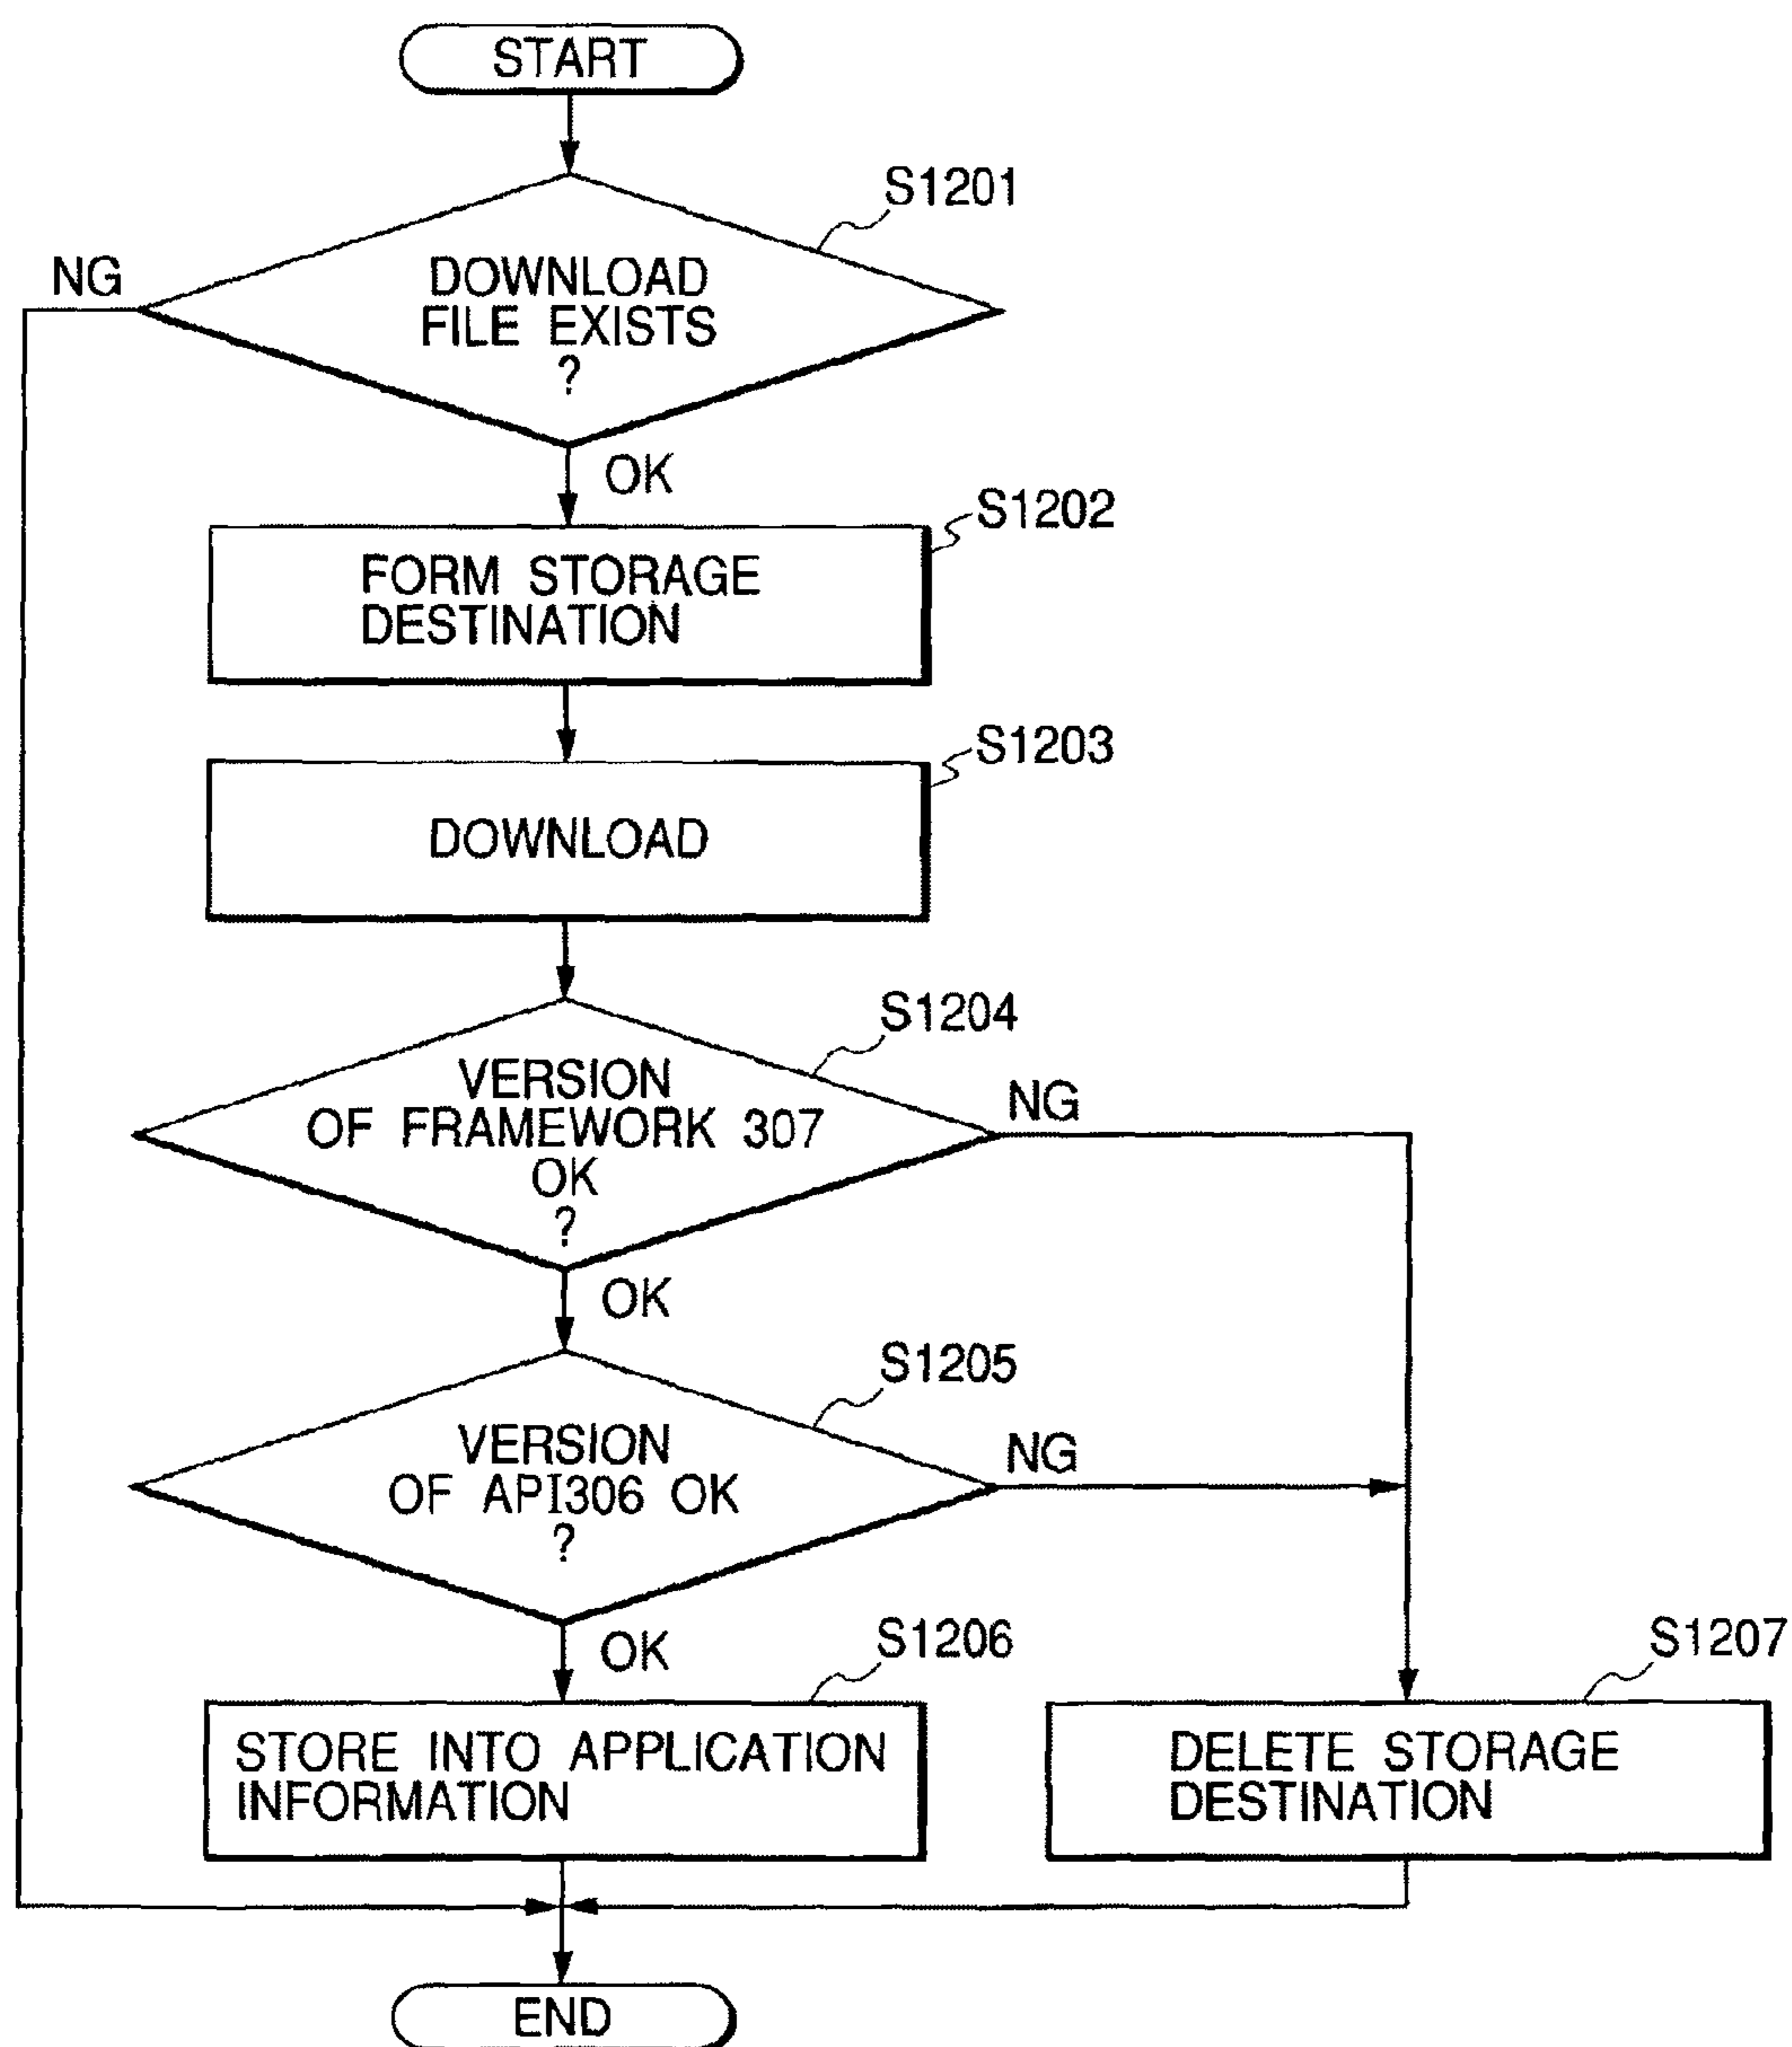 START
S1201
NG
DOWNLOAD
FILE EXISTS
?
OK
S1202
FORM STORAGE
DESTINATION
S1203
DOWNLOAD
S1204
VERSION
OF FRAMEWORK 307
OK
?
NG
OK
S1205
VERSION
OF API306 OK
?
NG
OK
S1206
STORE INTO APPLICATION
INFORMATION
S1207
DELETE STORAGE
DESTINATION
END